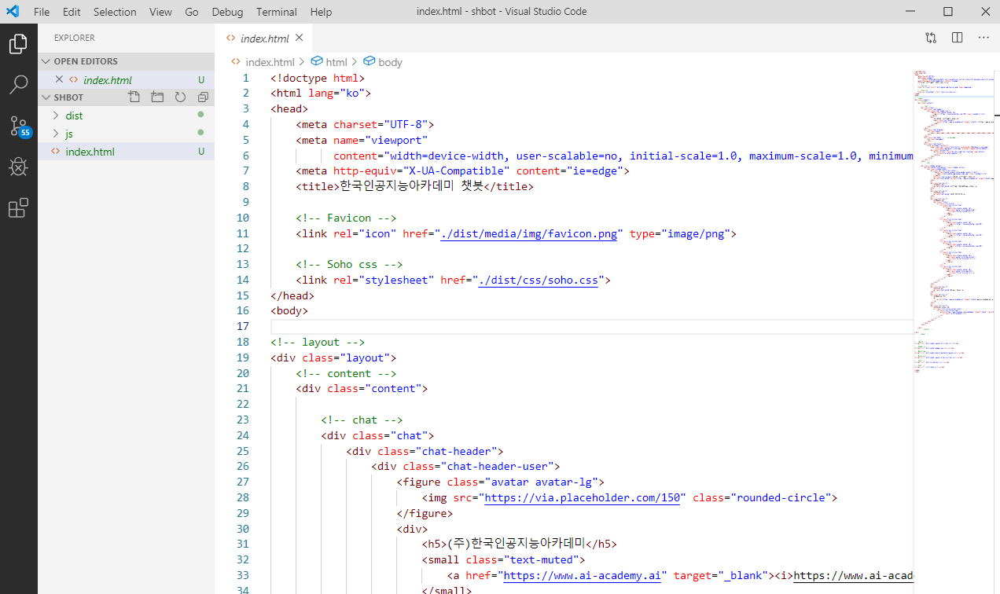 File Edit Selection View Go Debug Terminal Help
index.html - shbot - Visual Studio Code
EXPLORER
OPEN EDITORS
index.html U
SHBOT
dist
js
index.html U
55
index.html
index.html > html > body
1 <!doctype html>
2 <html lang="ko">
3 <head>
4 <meta charset="UTF-8">
5 <meta name="viewport"
6 content="width=device-width, user-scalable=no, initial-scale=1.0, maximum-scale=1.0, minimum
7 <meta http-equiv="X-UA-Compatible" content="ie=edge">
8 <title>한국인공지능아카데미 챗봇</title>
9
10 <!-- Favicon -->
11 <link rel="icon" href="./dist/media/img/favicon.png" type="image/png">
12
13 <!-- Soho css -->
14 <link rel="stylesheet" href="./dist/css/soho.css">
15 </head>
16 <body>
17
18 <!-- layout -->
19 <div class="layout">
20 <!-- content -->
21 <div class="content">
22
23 <!-- chat -->
24 <div class="chat">
25 <div class="chat-header">
26 <div class="chat-header-user">
27 <figure class="avatar avatar-lg">
28 <img src="https://via.placeholder.com/150" class="rounded-circle">
29 </figure>
30 <div>
31 <h5>(주)한국인공지능아카데미</h5>
32 <small class="text-muted">
33 <a href="https://www.ai-academy.ai" target="_blank"><i>https://www.ai-acad
34 </small>